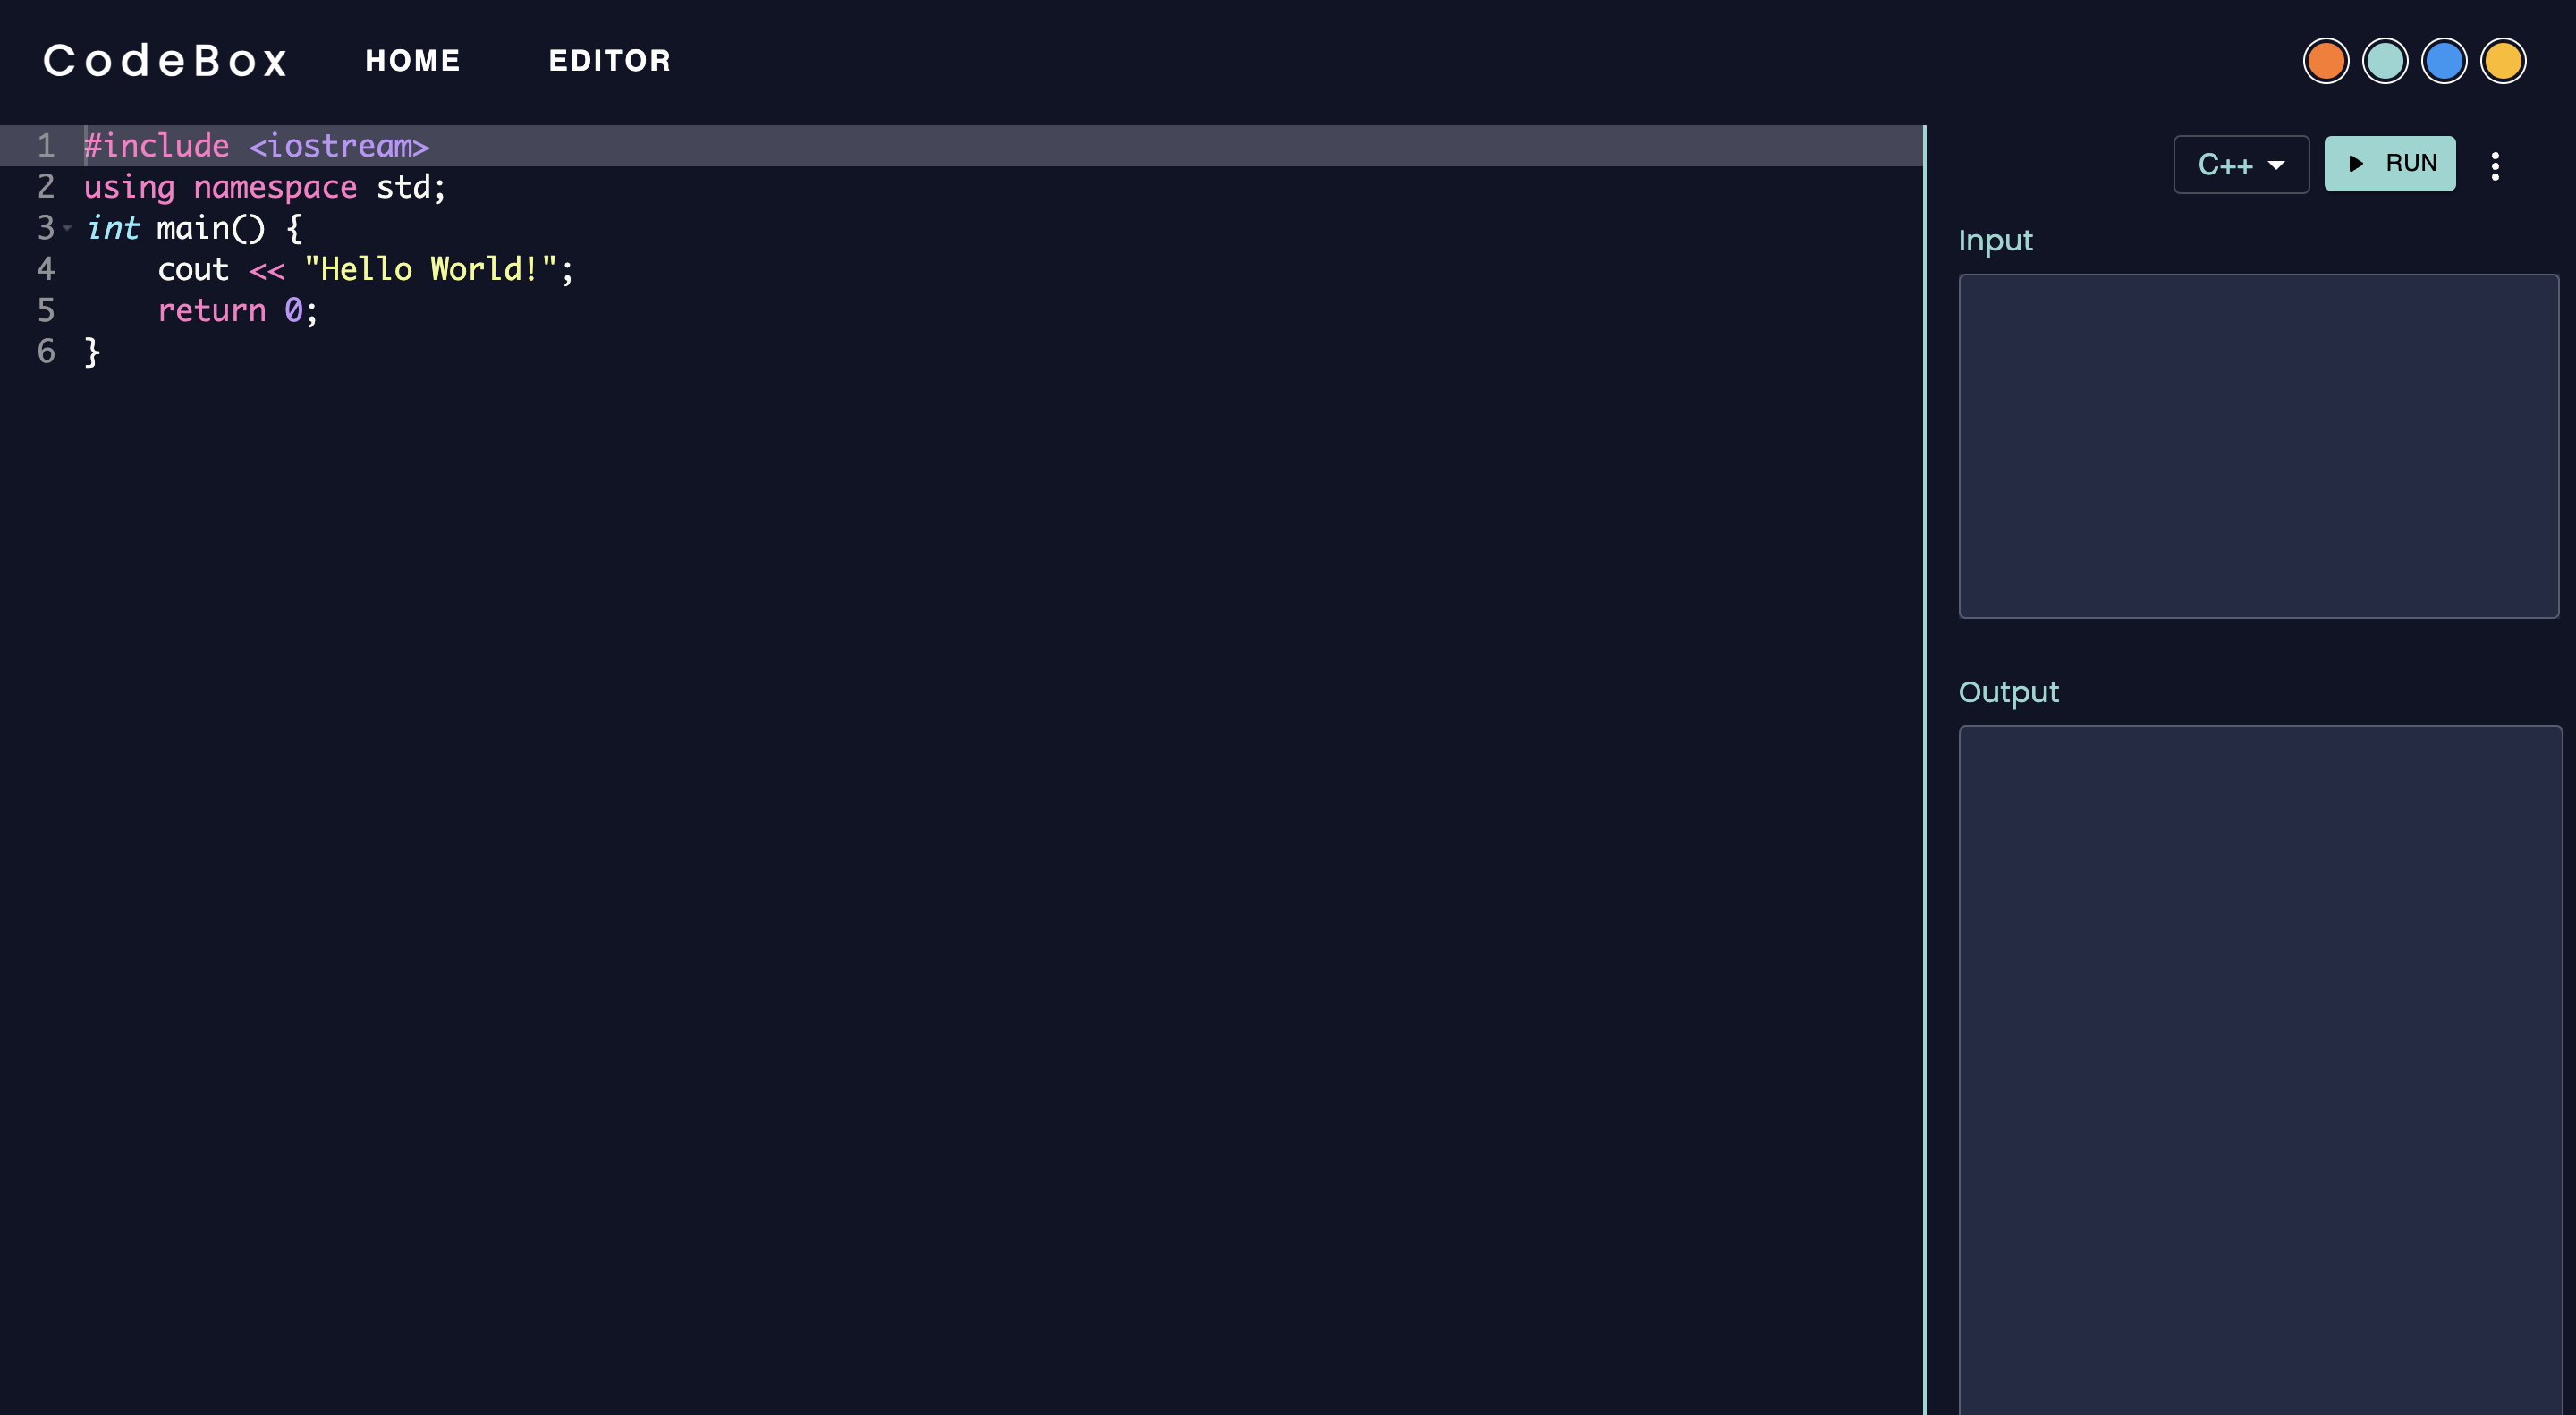 CodeBox HOME EDITOR
1 #include <iostream>
2 using namespace std;
3 int main() {
4     cout << "Hello World!";
5     return 0;
6 }
C++ RUN
Input
Output